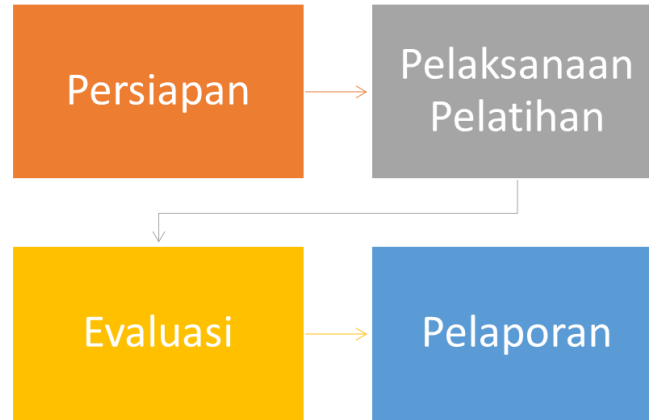 Persiapan
Pelaksanaan
Pelatihan
Evaluasi
Pelaporan